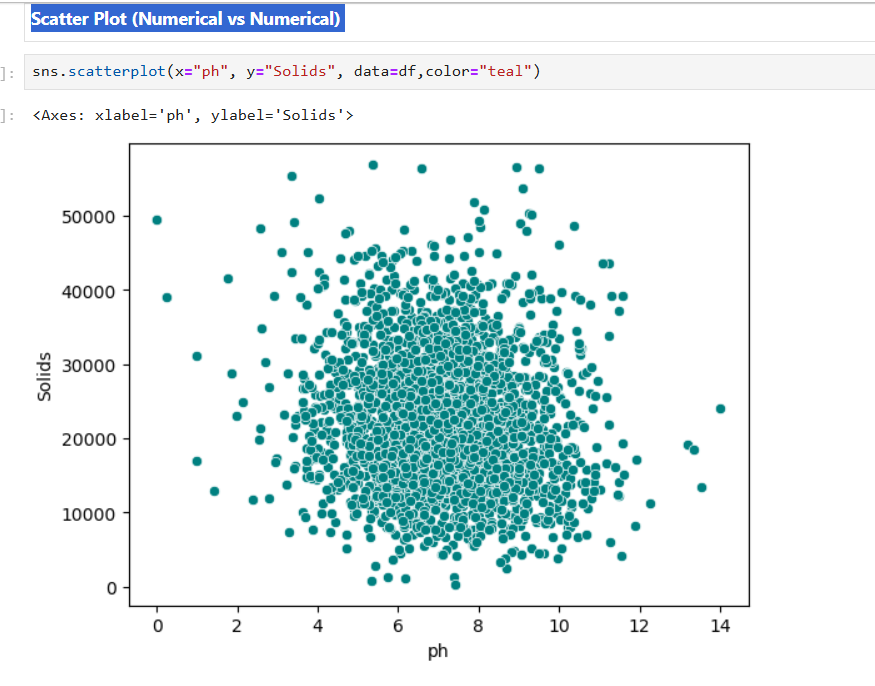 Scatter Plot (Numerical vs Numerical)
]: sns.scatterplot(x="ph", y="Solids", data=df,color="teal")
]: <Axes: xlabel='ph', ylabel='Solids'>
50000
40000
30000
20000
10000
0
Solids
0 2 4 6 8 10 12 14
ph